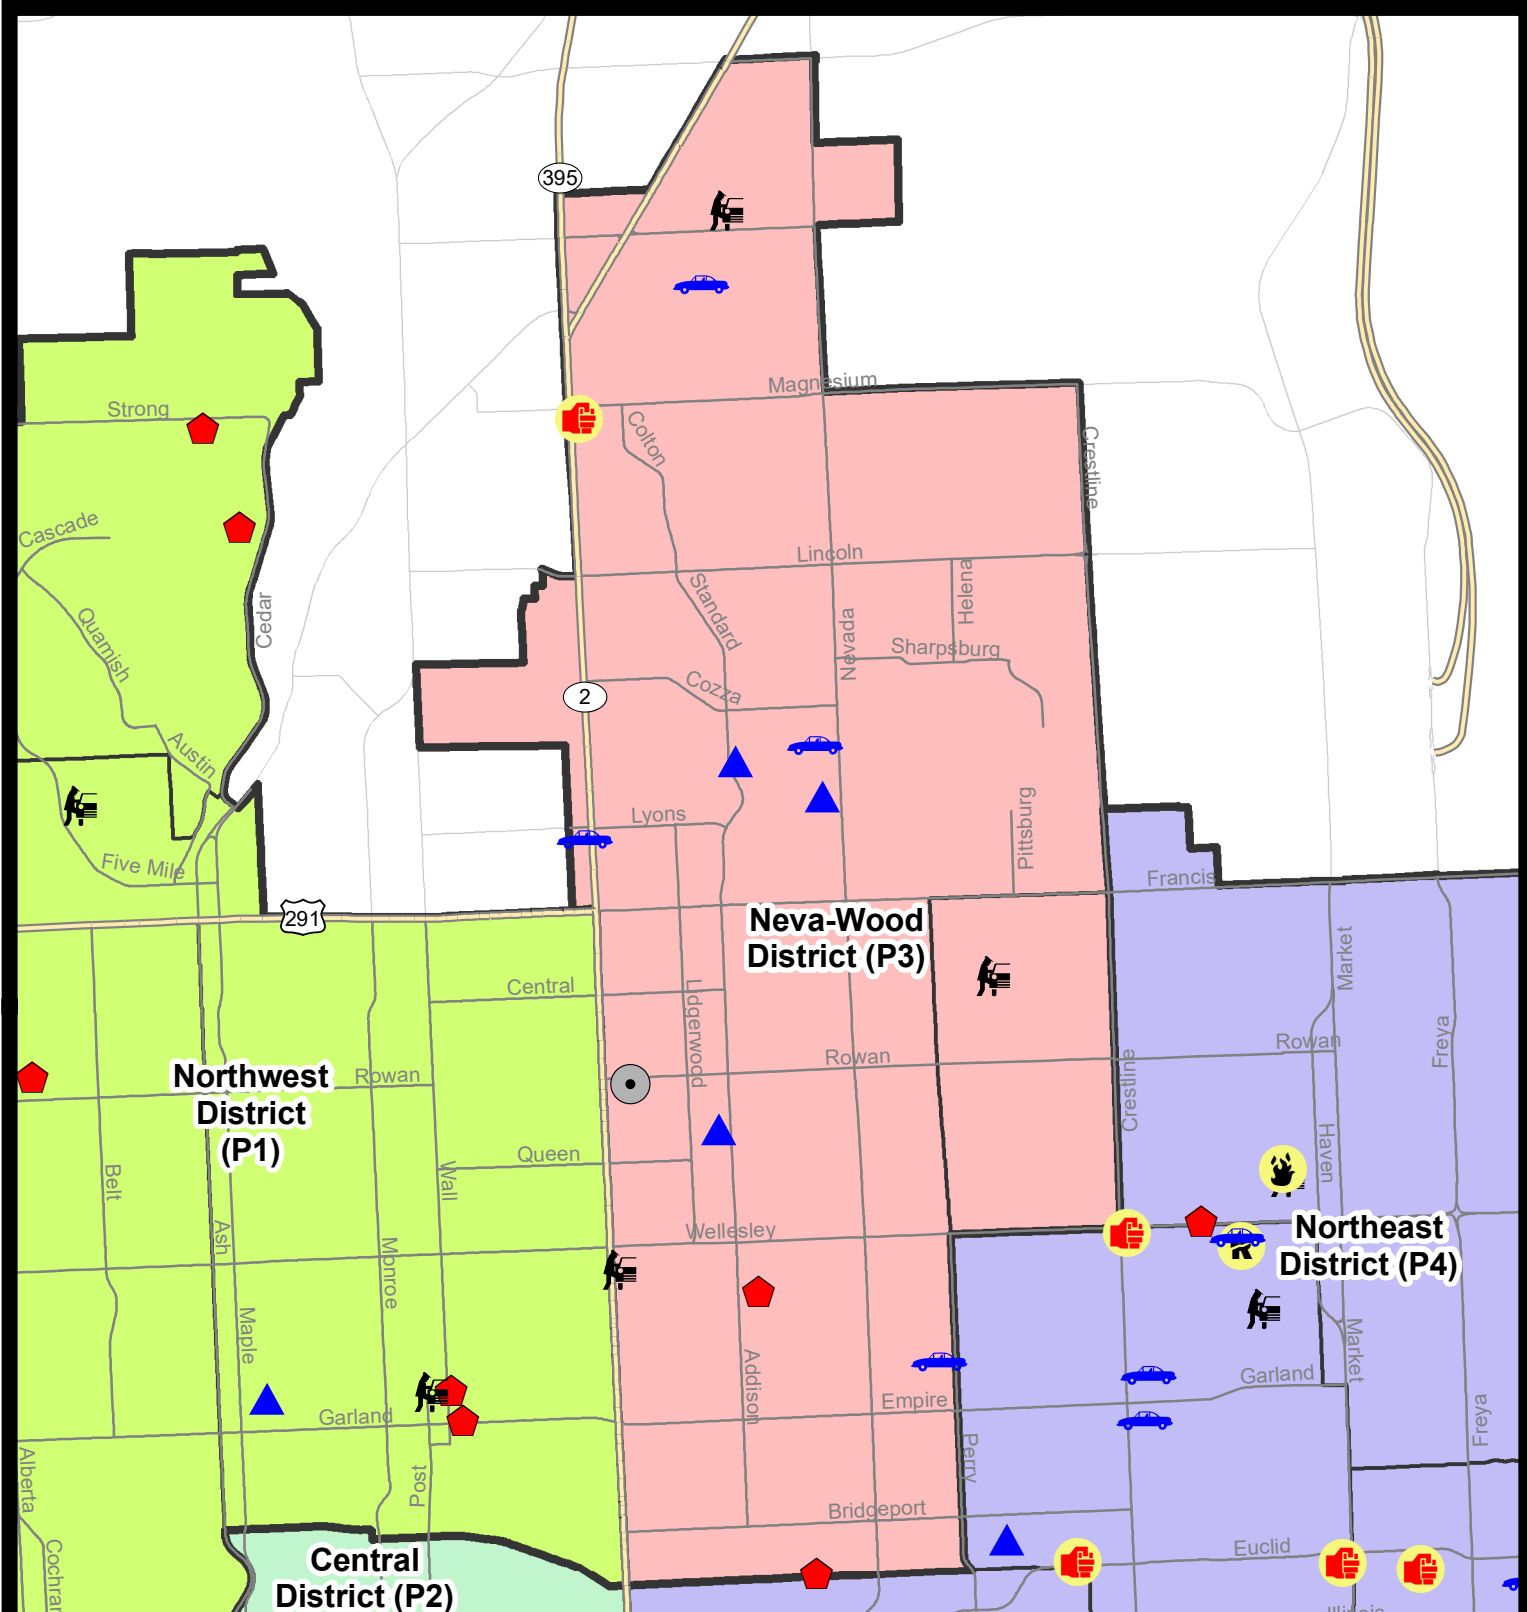 395
Magnesium
Strong
Colton
Crestline
Cascade
Lincoln
Helena
Standard
Quamish
Cedar
Nevada
Sharpsburg
Cozza
2
Austin
Lyons
Pittsburg
Five Mile
Francis
291
Neva-Wood
District (P3)
Market
Central
Lidgerwood
Freya
Rowan
Rowan
Northwest
District
(P1)
Rowan
Crestline
Haven
Queen
Belt
Wall
Ash
Wellesley
Northeast
District (P4)
Monroe
Maple
Market
Addison
Garland
Empire
Garland
Freya
Perry
Alberta
Post
Bridgeport
Euclid
Cochran
Central
District (P2)
Illinois